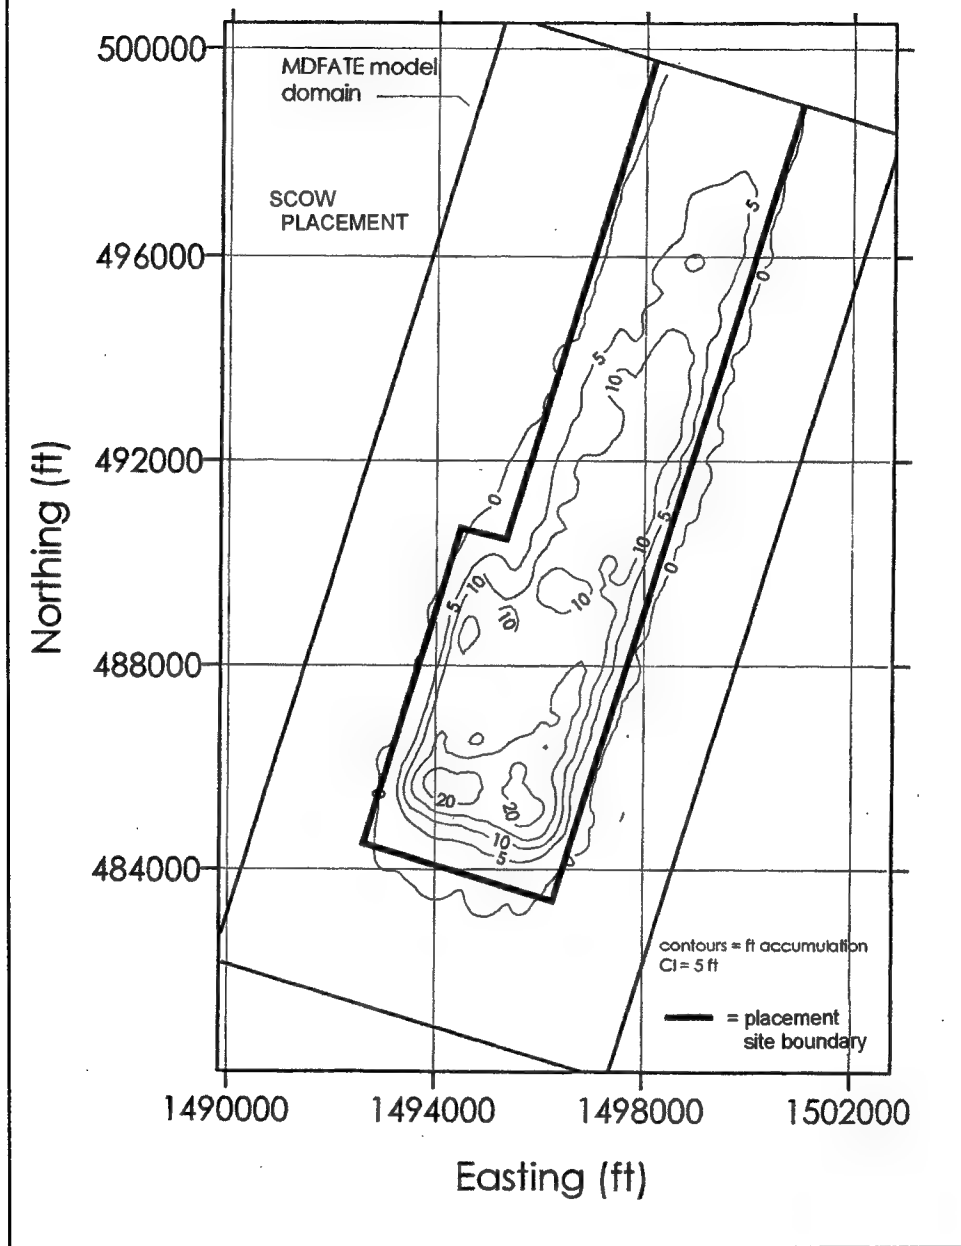 500000
MDFATE model
domain
SCOW
PLACEMENT
5
496000
0
5
10
492000
0
5
10
0
10
5
10
10
488000
20
20
10
5
484000
contours = ft accumulation
CI = 5 ft
= placement
site boundary
Northing (ft)
1490000 1494000 1498000 1502000
Easting (ft)